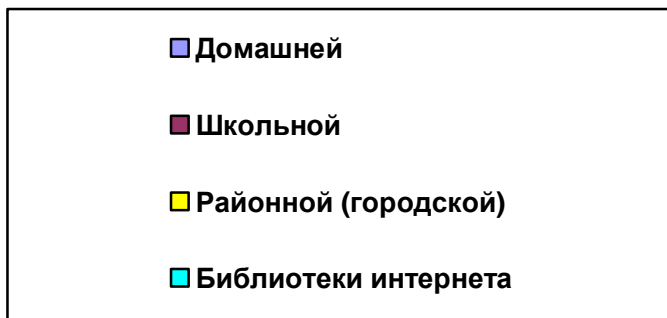 Домашней
Школьной
Районной (городской)
Библиотеки интернета